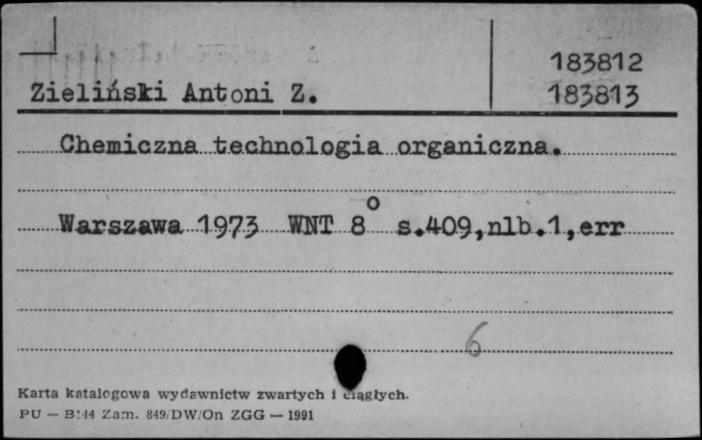 183812
Zieliński Antoni Z. 183813
Chemiczna technologia organiczna.
Warszawa 1973 WNT 8° s.409,nlb.1,err
6
Karta katalogowa wydawnictw zwartych i ciągłych.
PU — B144 Zam. 849/DW/On ZGG — 1991